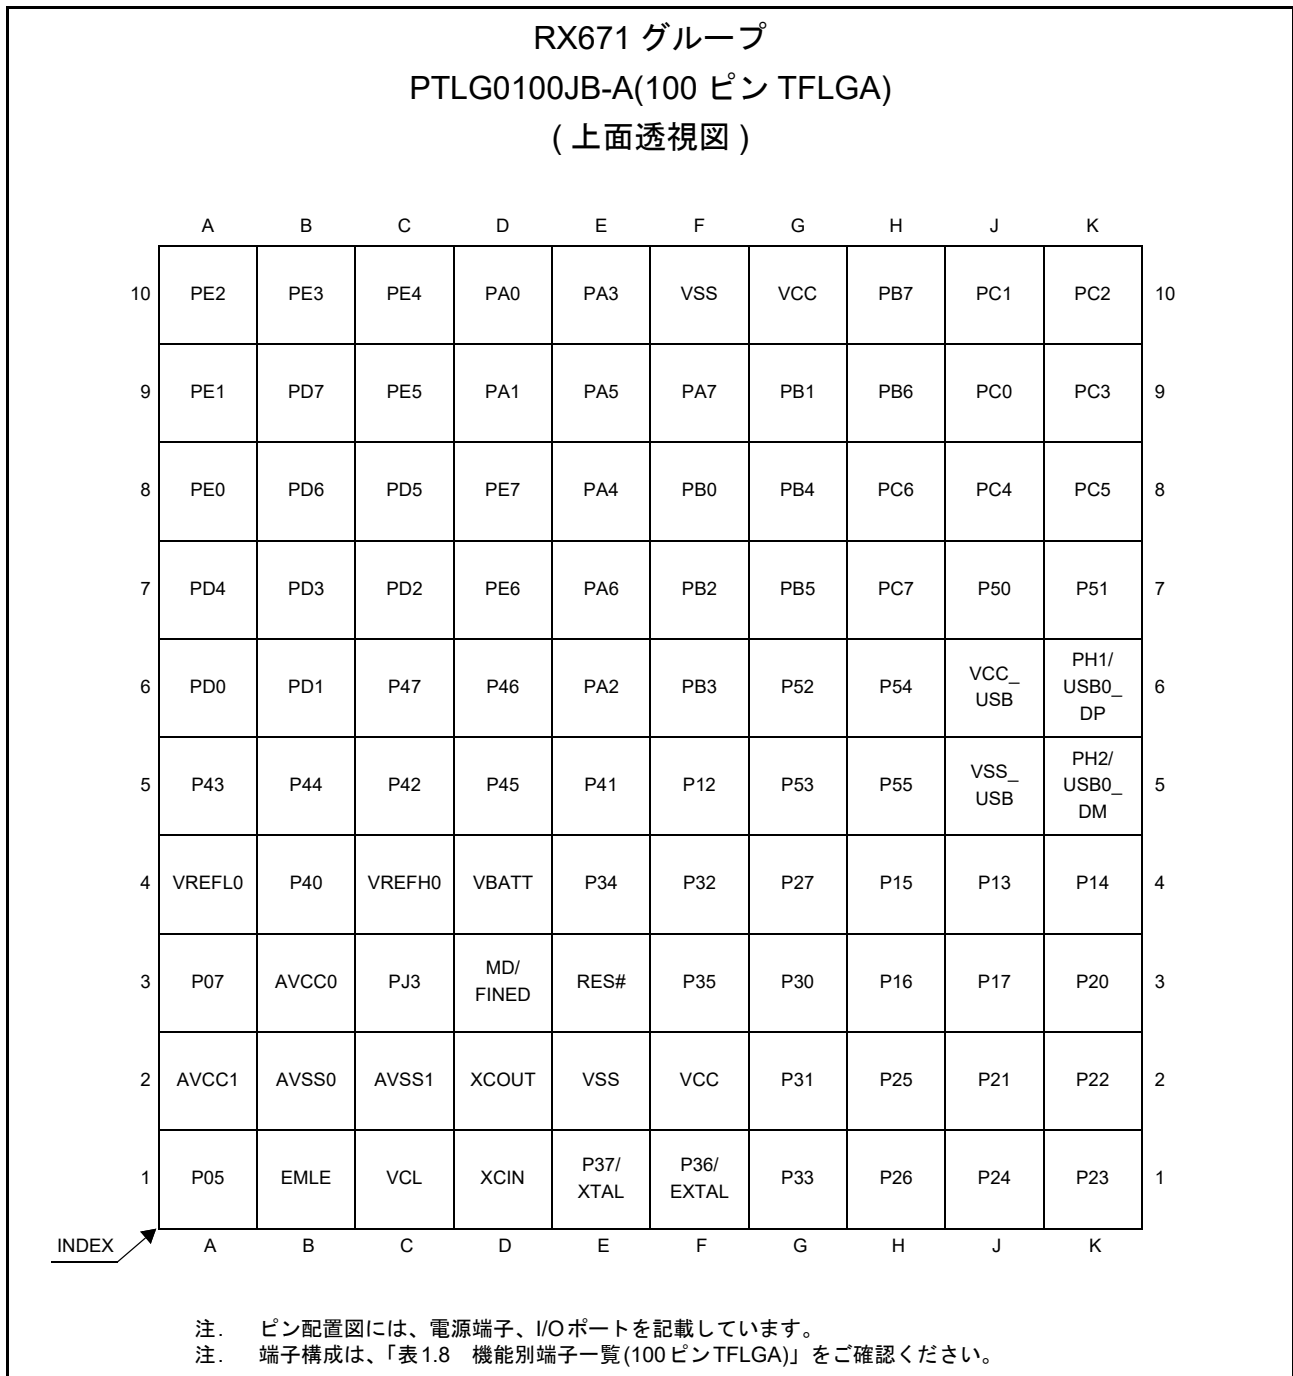 RX671 グループ
PTLG0100JB-A(100 ピン TFLGA)
( 上面透視図 )
A B C D E F G H J K
10 PE2 PE3 PE4 PA0 PA3 VSS VCC PB7 PC1 PC2 10
9 PE1 PD7 PE5 PA1 PA5 PA7 PB1 PB6 PC0 PC3 9
8 PE0 PD6 PD5 PE7 PA4 PB0 PB4 PC6 PC4 PC5 8
7 PD4 PD3 PD2 PE6 PA6 PB2 PB5 PC7 P50 P51 7
6 PD0 PD1 P47 P46 PA2 PB3 P52 P54 VCC_ USB PH1/ USB0_ DP 6
5 P43 P44 P42 P45 P41 P12 P53 P55 VSS_ USB PH2/ USB0_ DM 5
4 VREFL0 P40 VREFH0 VBATT P34 P32 P27 P15 P13 P14 4
3 P07 AVCC0 PJ3 MD/ FINED RES# P35 P30 P16 P17 P20 3
2 AVCC1 AVSS0 AVSS1 XCOUT VSS VCC P31 P25 P21 P22 2
1 P05 EMLE VCL XCIN P37/ XTAL P36/ EXTAL P33 P26 P24 P23 1
INDEX A B C D E F G H J K
注. ピン配置図には、電源端子、I/Oポートを記載しています。
注. 端子構成は、「表1.8 機能別端子一覧(100ピンTFLGA)」をご確認ください。